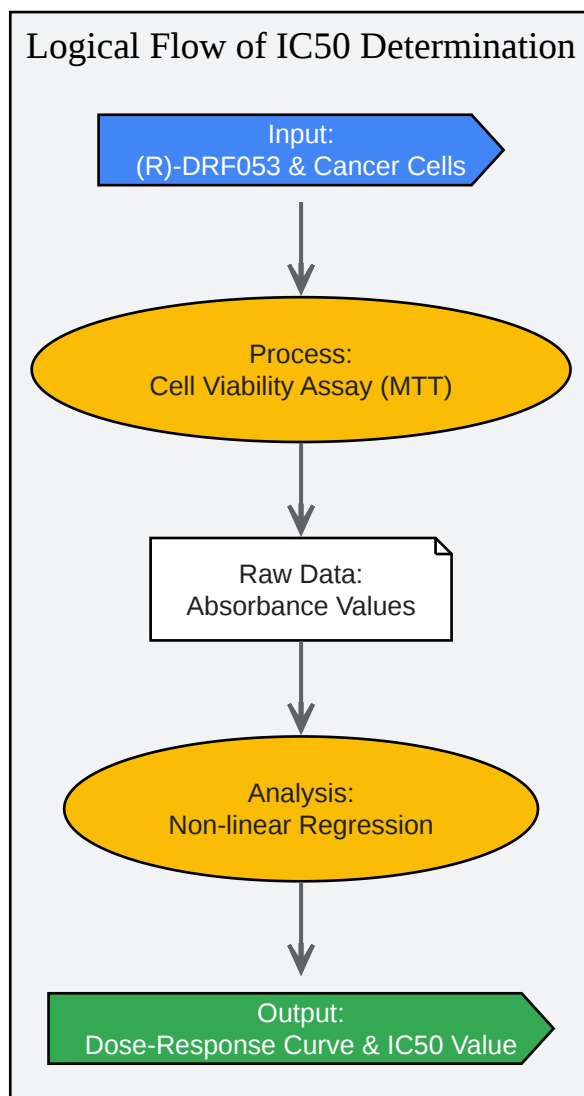 Logical Flow of IC50 Determination
Input:
(R)-DRF053 & Cancer Cells
Process:
Cell Viability Assay (MTT)
Raw Data:
Absorbance Values
Analysis:
Non-linear Regression
Output:
Dose-Response Curve & IC50 Value